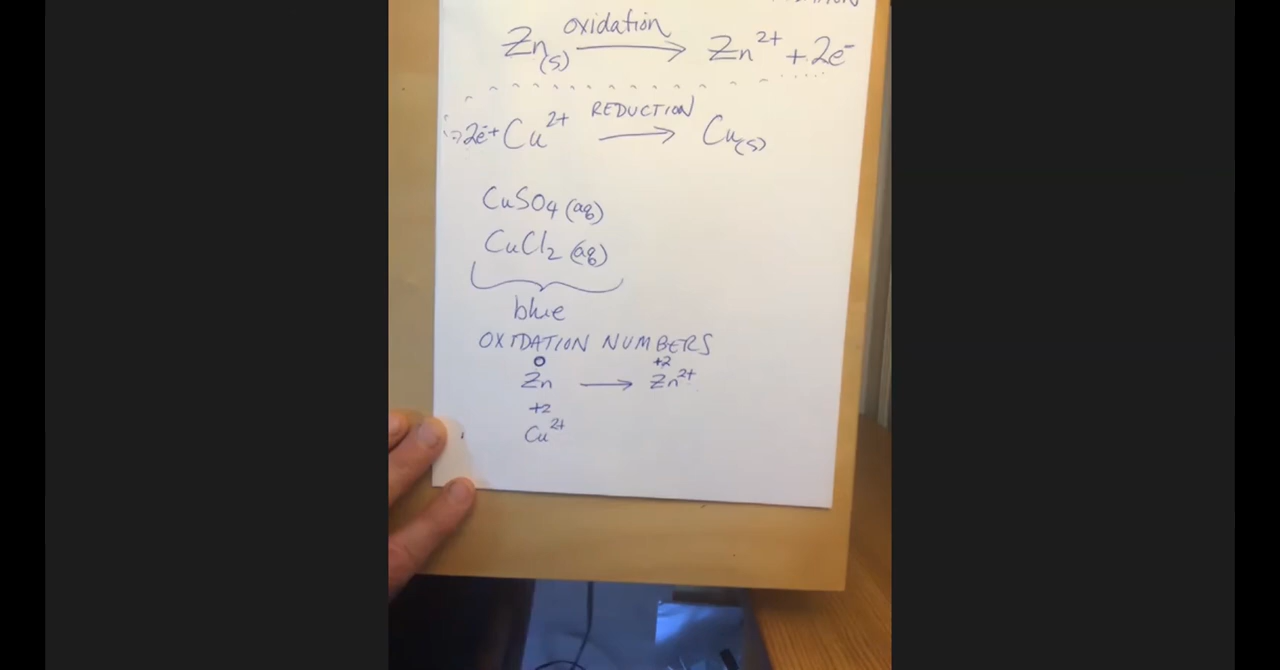 oxidation
Zn(s) → Zn²⁺ + 2e⁻
REDUCTION
2e⁻ + Cu²⁺ → Cu(s)
CuSO₄ (aq)
CuCl₂ (aq)
blue
OXIDATION NUMBERS
0 +2
Zn → Zn²⁺
+2
Cu²⁺